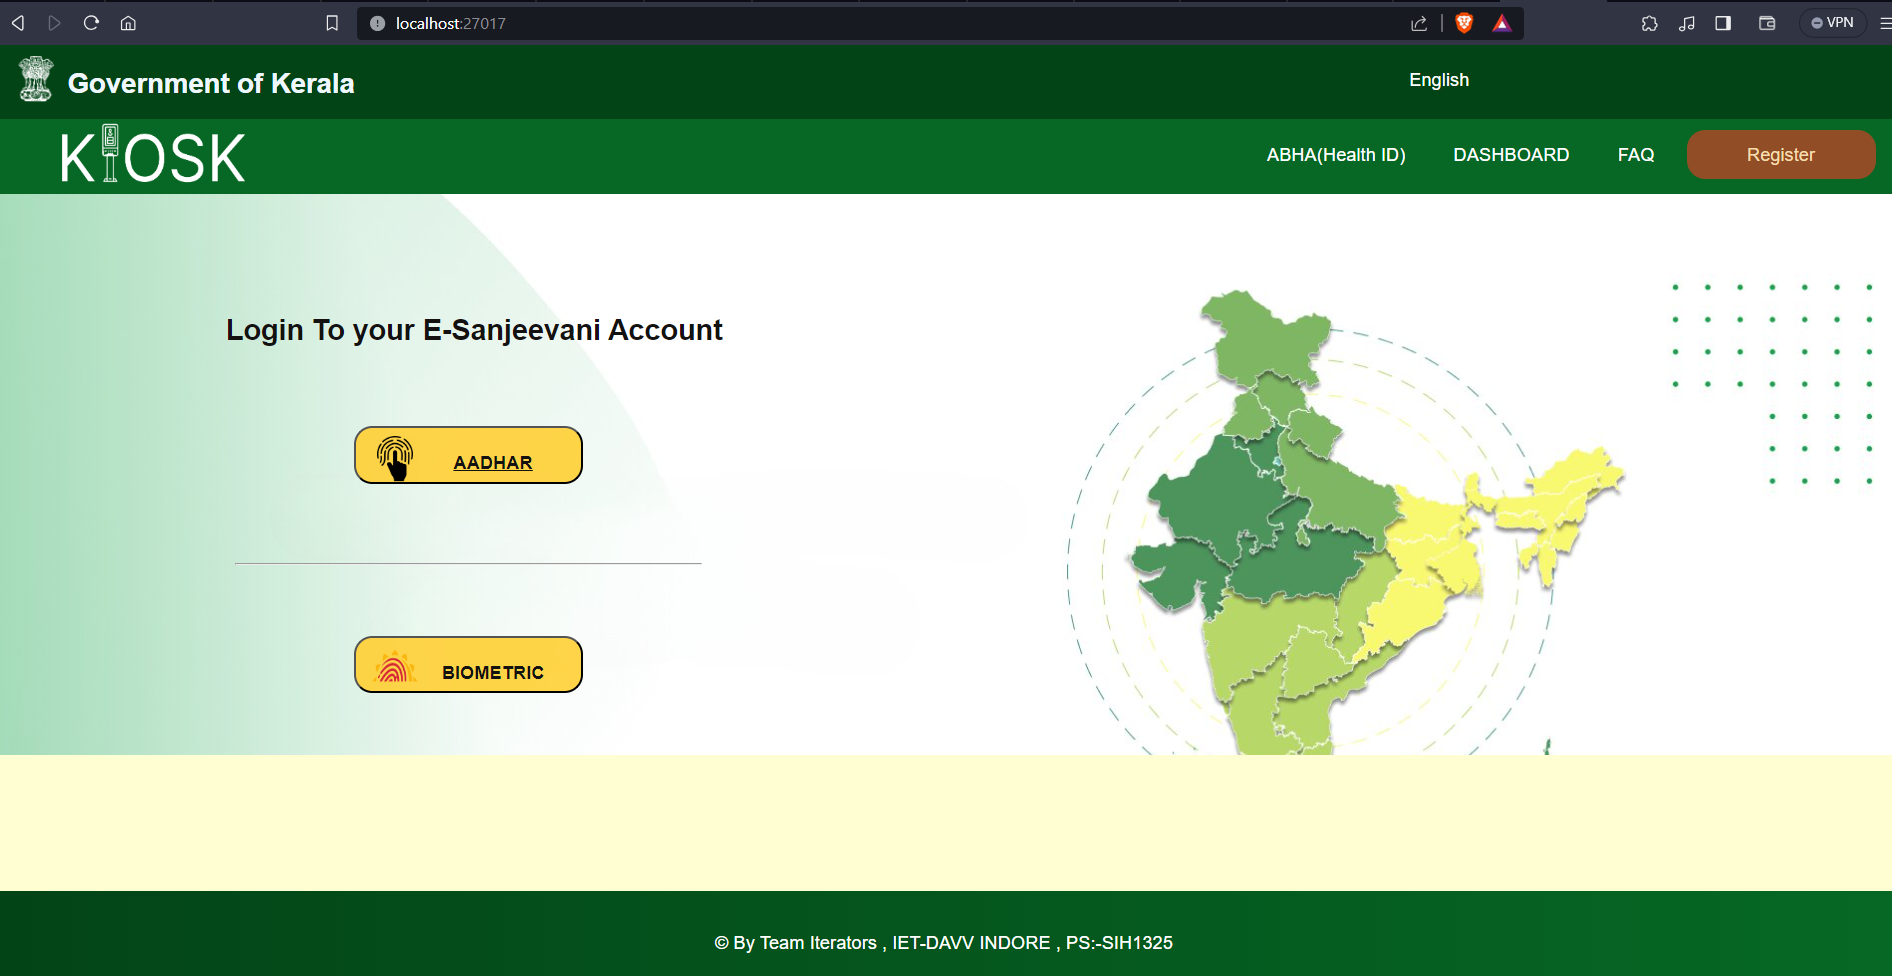 localhost:27017
VPN
Government of Kerala
English
KIOSK
ABHA(Health ID)
DASHBOARD
FAQ
Register
Login To your E-Sanjeevani Account
AADHAR
BIOMETRIC
© By Team Iterators , IET-DAVV INDORE , PS:-SIH1325